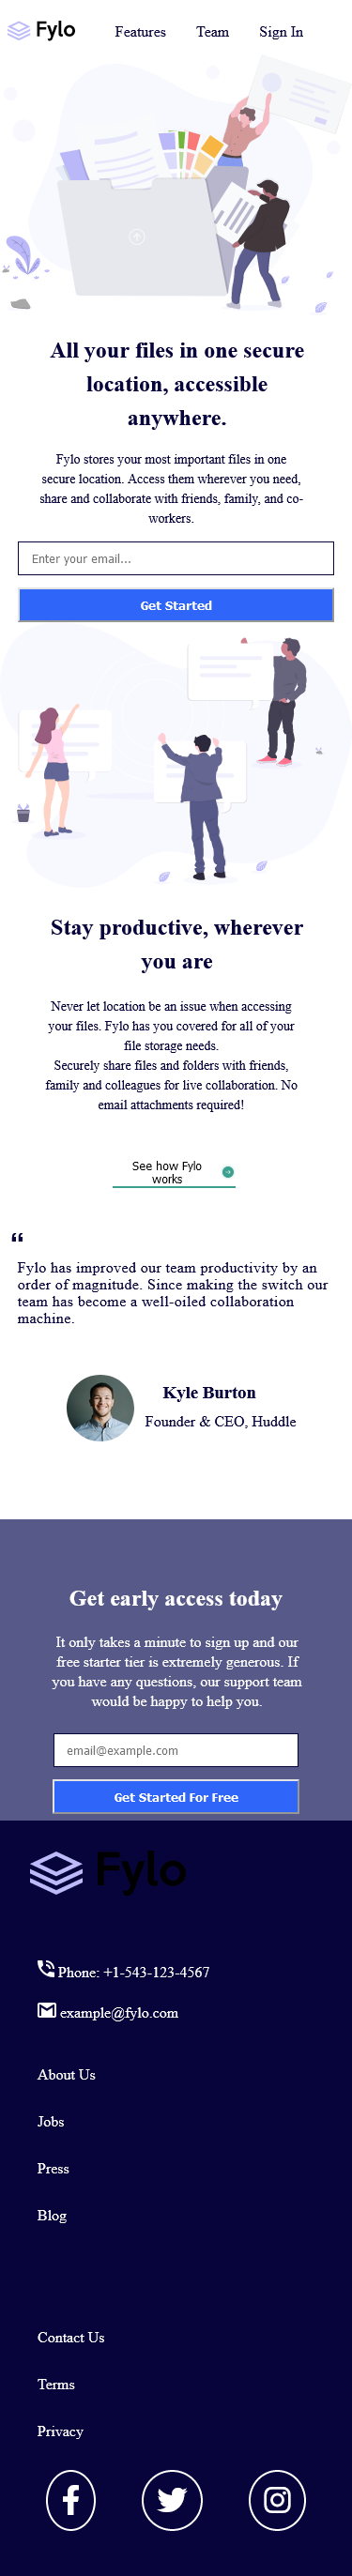 Fylo Features Team Sign In
All your files in one secure
location, accessible
anywhere.
Fylo stores your most important files in one
secure location. Access them wherever you need,
share and collaborate with friends, family, and co-
workers.
Enter your email...
Get Started
Stay productive, wherever
you are
Never let location be an issue when accessing
your files. Fylo has you covered for all of your
file storage needs.
Securely share files and folders with friends,
family and colleagues for live collaboration. No
email attachments required!
See how Fylo
works
“
Fylo has improved our team productivity by an
order of magnitude. Since making the switch our
team has become a well-oiled collaboration
machine.
Kyle Burton
Founder & CEO, Huddle
Get early access today
It only takes a minute to sign up and our
free starter tier is extremely generous. If
you have any questions, our support team
would be happy to help you.
email@example.com
Get Started For Free
Fylo
Phone: +1-543-123-4567
example@fylo.com
About Us
Jobs
Press
Blog
Contact Us
Terms
Privacy